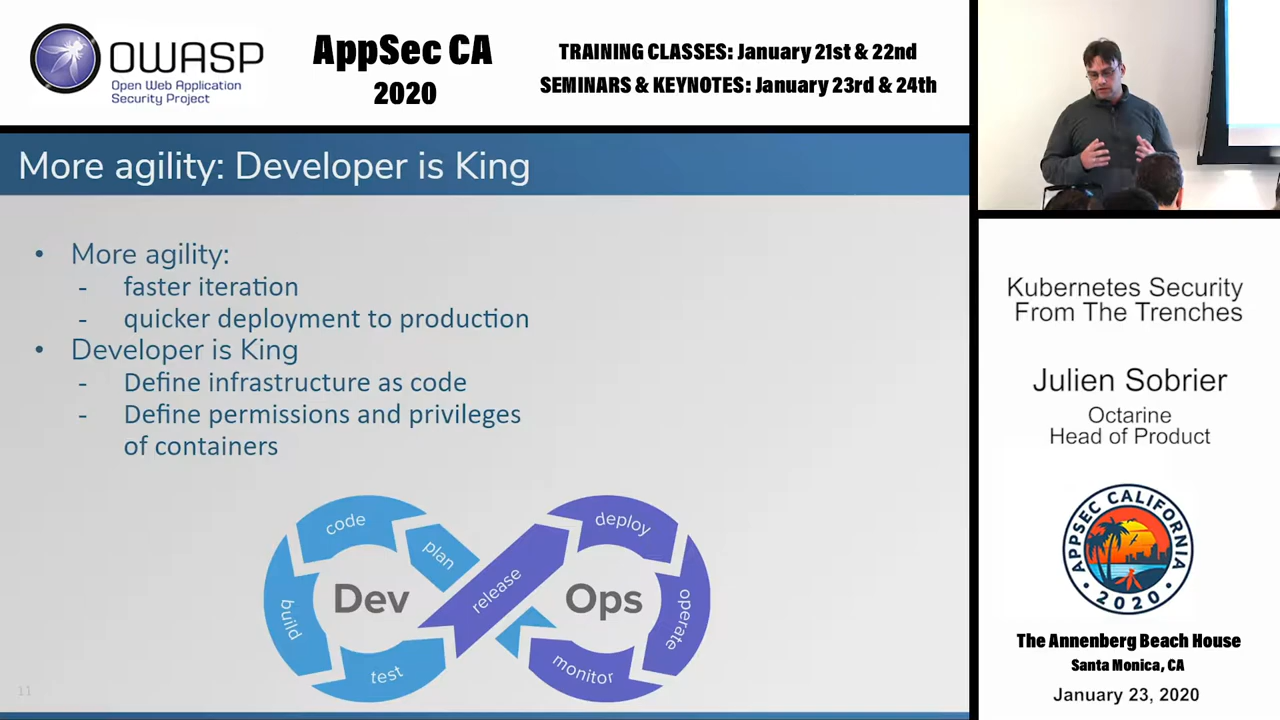 OWASP
Open Web Application
Security Project
AppSec CA
2020
TRAINING CLASSES: January 21st & 22nd
SEMINARS & KEYNOTES: January 23rd & 24th
More agility: Developer is King
• More agility:
- faster iteration
- quicker deployment to production
• Developer is King
- Define infrastructure as code
- Define permissions and privileges
of containers
code
plan
build
Dev
test
release
deploy
Ops
operate
monitor
11
Kubernetes Security
From The Trenches
Julien Sobrier
Octarine
Head of Product
APPSEC CALIFORNIA
• 2020 •
The Annenberg Beach House
Santa Monica, CA
January 23, 2020